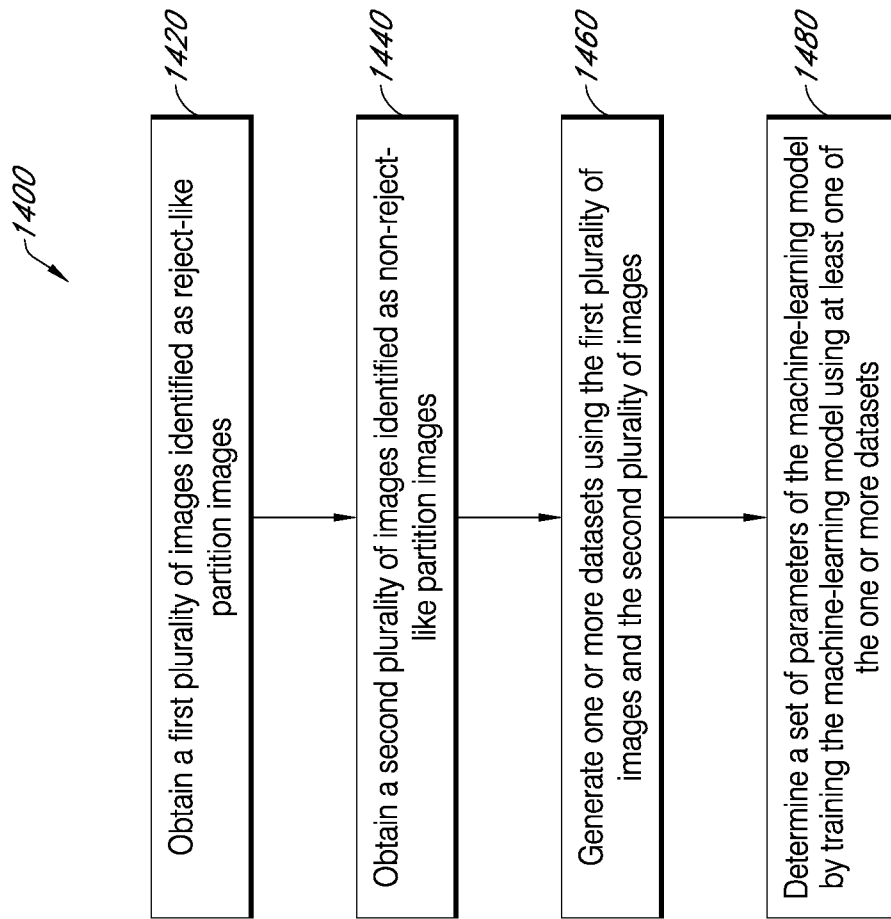 1400
1420
Obtain a first plurality of images identified as reject-like
partition images
1440
Obtain a second plurality of images identified as non-reject-
like partition images
1460
Generate one or more datasets using the first plurality of
images and the second plurality of images
1480
Determine a set of parameters of the machine-learning model
by training the machine-learning model using at least one of
the one or more datasets